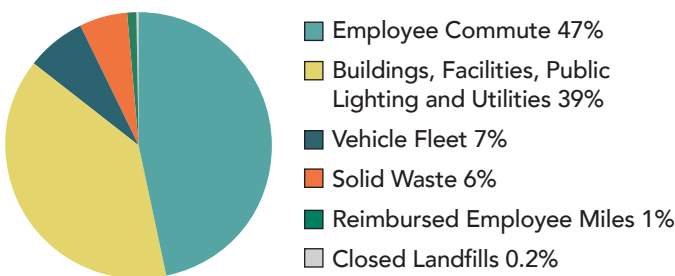 Employee Commute 47%
Buildings, Facilities, Public
Lighting and Utilities 39%
Vehicle Fleet 7%
Solid Waste 6%
Reimbursed Employee Miles 1%
Closed Landfills 0.2%